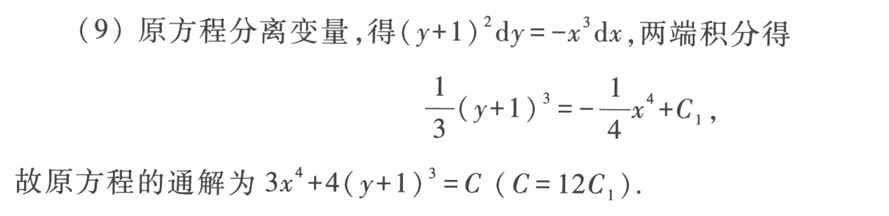 (9) 原方程分离变量,得(y+1)²dy=-x³dx,两端积分得
1/3(y+1)³=-1/4x⁴+C₁,
故原方程的通解为 3x⁴+4(y+1)³=C (C=12C₁).